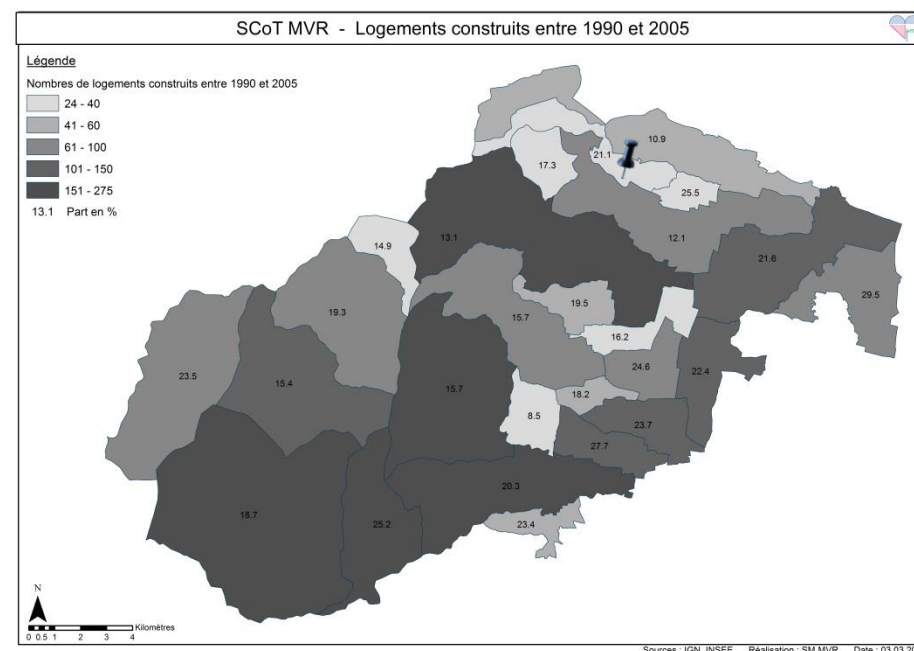 SCoT MVR - Logements construits entre 1990 et 2005
Légende
Nombres de logements construits entre 1990 et 2005
24 - 40
41 - 60
61 - 100
101 - 150
151 - 275
13.1 Part en %
10.9
21.1
17.3
25.5
12.1
13.1
14.9
21.6
29.5
19.5
19.3
15.7
16.2
23.5
24.6
22.4
15.4
15.7
18.2
8.5
23.7
27.7
20.3
18.7
25.2
23.4
N
0 0.5 1 2 3 4 Kilomètres
Sources : IGN, INSEE Réalisation : SM MVR Date : 03.03.20